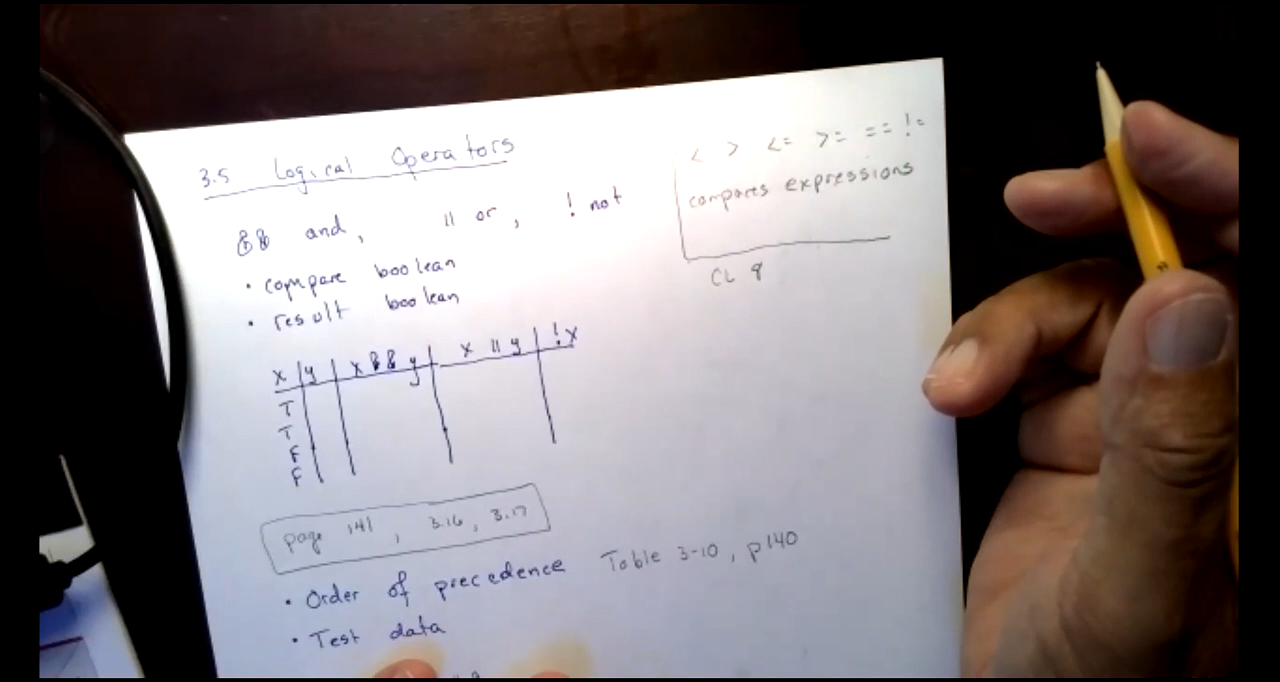 3.5 Logical Operators
&& and, || or, ! not
• compare boolean
• result boolean
x y x && y x || y !x
T
T
F
F
page 141, 3.16, 3.17
• Order of precedence Table 3-10, p140
• Test data
< > <= >= == !=
compares expressions
CL 8